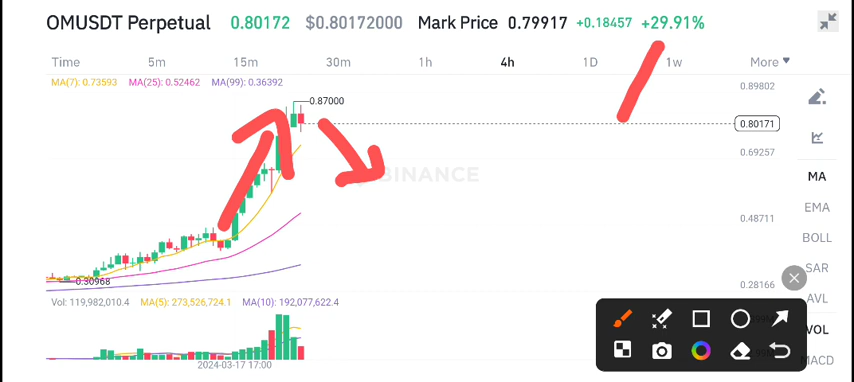 OMUSDT Perpetual 0.80172 $0.80172000 Mark Price 0.79917 +0.18457 +29.91%
Time 5m 15m 30m 1h 4h 1D 1w More
MA(7): 0.73593 MA(25): 0.52462 MA(99): 0.36392
0.89802
0.87000
0.80171
BINANCE
0.69257
MA
EMA
0.48711
BOLL
SAR
0.30968
0.28166
AVL
Vol: 119,982,010.4 MA(5): 273,526,724.1 MA(10): 192,077,622.4
VOL
MACD
2024-03-17 17:00